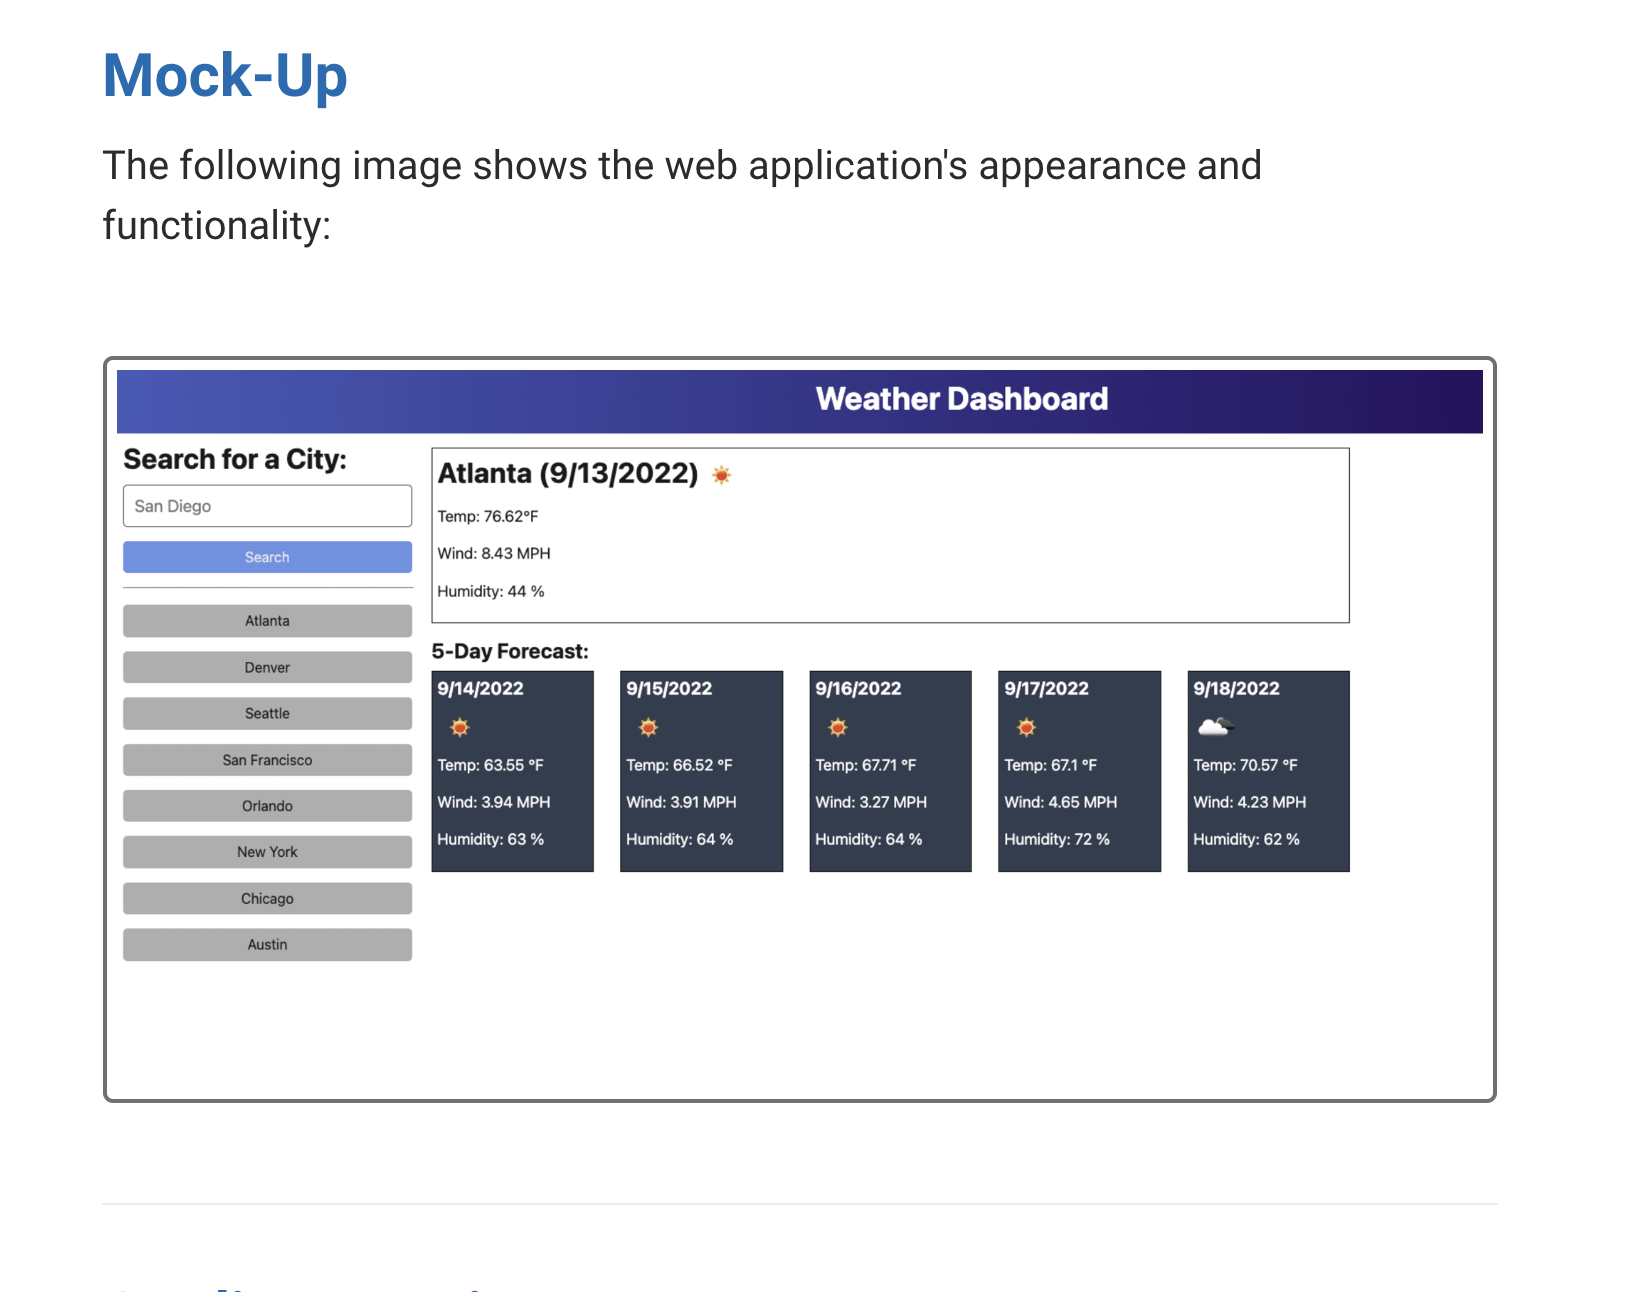 Mock-Up
The following image shows the web application's appearance and
functionality:
Weather Dashboard
Search for a City:
San Diego
Search
Atlanta
Denver
Seattle
San Francisco
Orlando
New York
Chicago
Austin
Atlanta (9/13/2022)
Temp: 76.62°F
Wind: 8.43 MPH
Humidity: 44 %
5-Day Forecast:
9/14/2022
Temp: 63.55 °F
Wind: 3.94 MPH
Humidity: 63 %
9/15/2022
Temp: 66.52 °F
Wind: 3.91 MPH
Humidity: 64 %
9/16/2022
Temp: 67.71 °F
Wind: 3.27 MPH
Humidity: 64 %
9/17/2022
Temp: 67.1 °F
Wind: 4.65 MPH
Humidity: 72 %
9/18/2022
Temp: 70.57 °F
Wind: 4.23 MPH
Humidity: 62 %